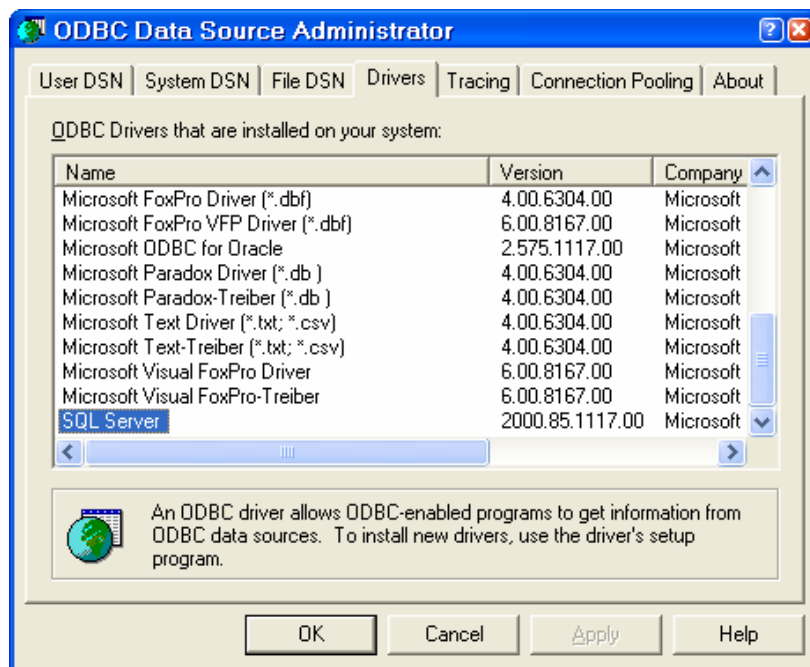 ODBC Data Source Administrator
User DSN System DSN File DSN Drivers Tracing Connection Pooling About
ODBC Drivers that are installed on your system:
Name Version Company
Microsoft FoxPro Driver (*.dbf) 4.00.6304.00 Microsoft
Microsoft FoxPro VFP Driver (*.dbf) 6.00.8167.00 Microsoft
Microsoft ODBC for Oracle 2.575.1117.00 Microsoft
Microsoft Paradox Driver (*.db ) 4.00.6304.00 Microsoft
Microsoft Paradox-Treiber (*.db ) 4.00.6304.00 Microsoft
Microsoft Text Driver (*.txt; *.csv) 4.00.6304.00 Microsoft
Microsoft Text-Treiber (*.txt; *.csv) 4.00.6304.00 Microsoft
Microsoft Visual FoxPro Driver 6.00.8167.00 Microsoft
Microsoft Visual FoxPro-Treiber 6.00.8167.00 Microsoft
SQL Server 2000.85.1117.00 Microsoft
An ODBC driver allows ODBC-enabled programs to get information from
ODBC data sources. To install new drivers, use the driver's setup
program.
OK Cancel Apply Help